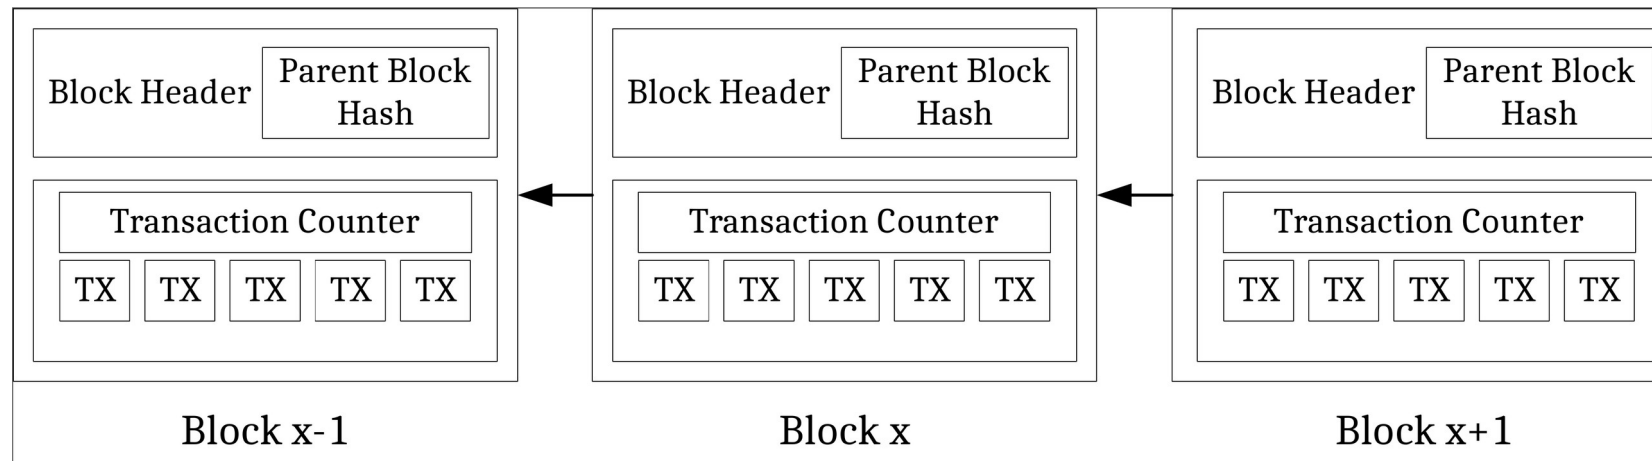 Block Header
Parent Block
Hash
Transaction Counter
TX TX TX TX TX
Block x-1
Block Header
Parent Block
Hash
Transaction Counter
TX TX TX TX TX
Block x
Block Header
Parent Block
Hash
Transaction Counter
TX TX TX TX TX
Block x+1